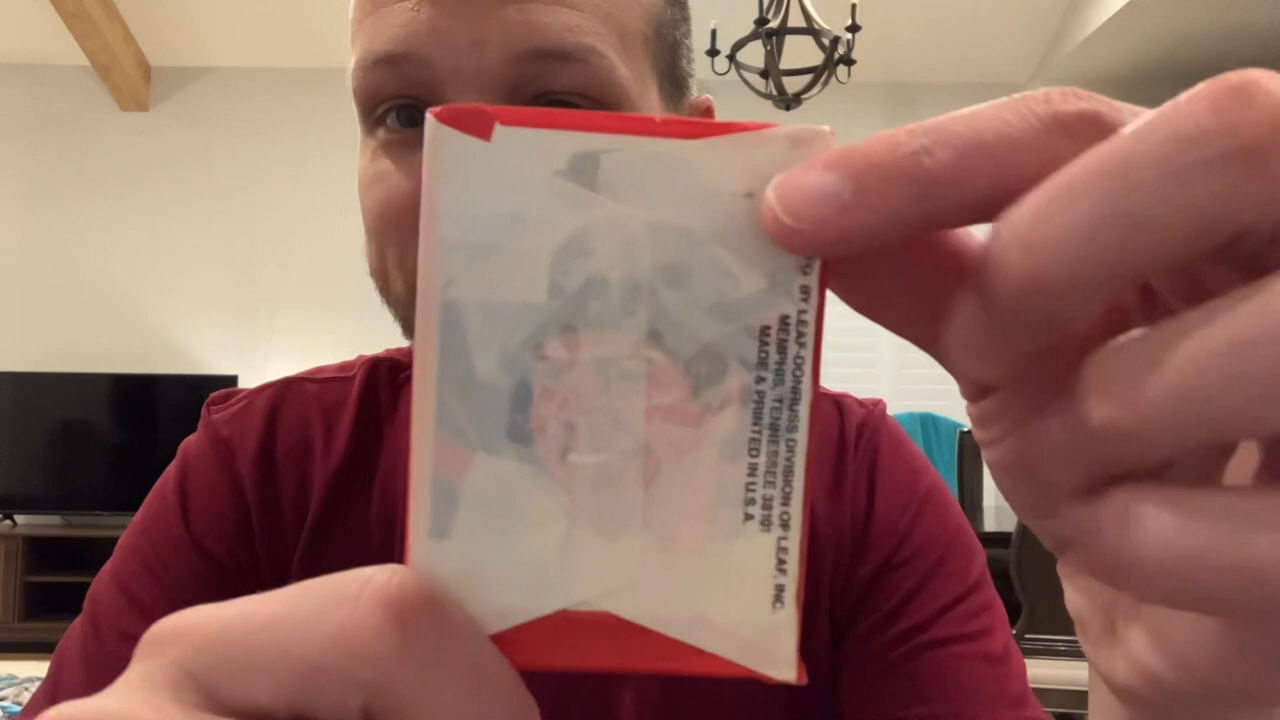 BY LEAF-DONRUSS DIVISION OF LEAF, INC.
MEMPHIS, TENNESSEE 38101
MADE & PRINTED IN U.S.A.